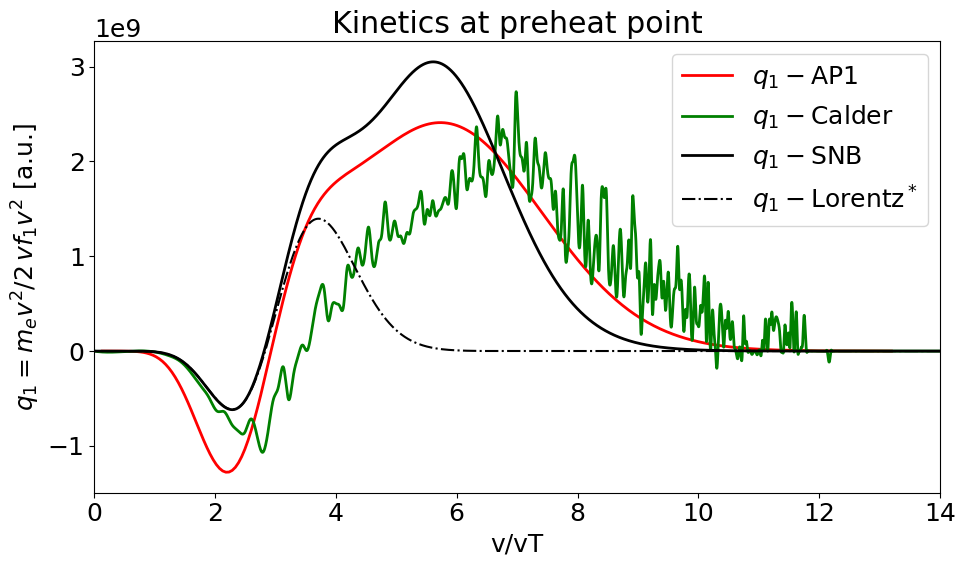 Kinetics at preheat point
1e9
3
2
1
0
−1
q₁ = mₑv²/2 vf₁v² [a.u.]
0 2 4 6 8 10 12 14
v/vT
q₁ − AP1
q₁ − Calder
q₁ − SNB
q₁ − Lorentz*